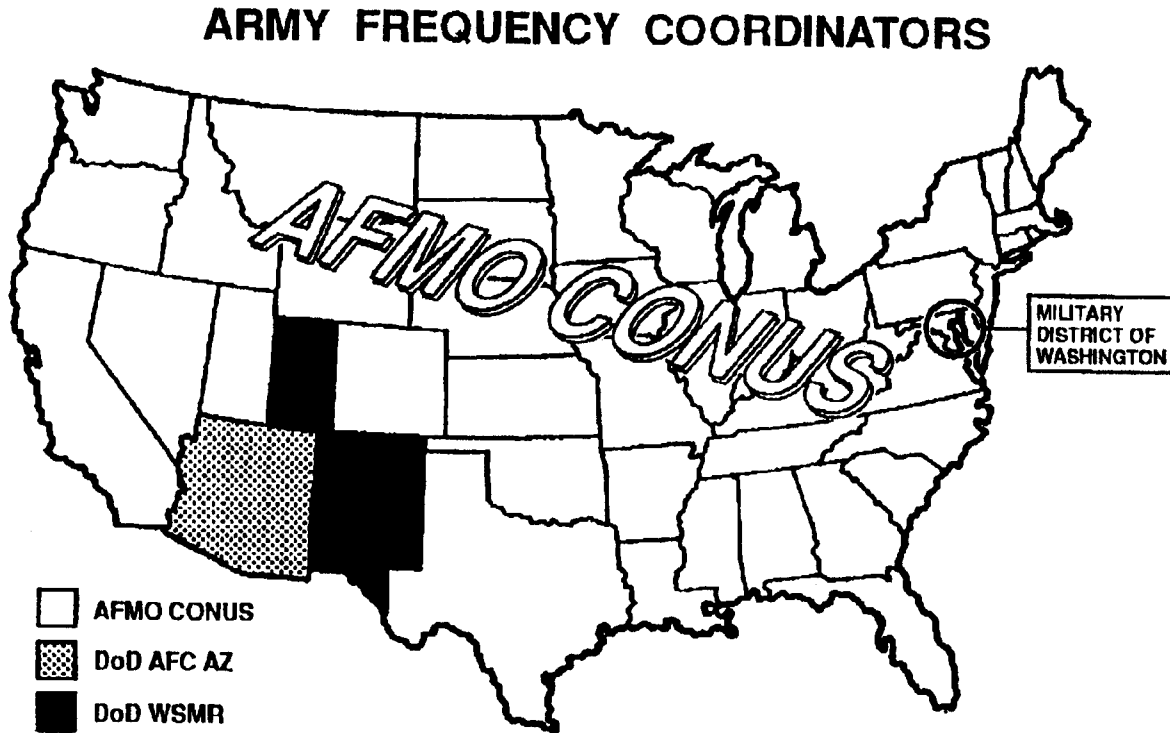 ARMY FREQUENCY COORDINATORS
AFMO CONUS
MILITARY
DISTRICT OF
WASHINGTON
AFMO CONUS
DoD AFC AZ
DoD WSMR